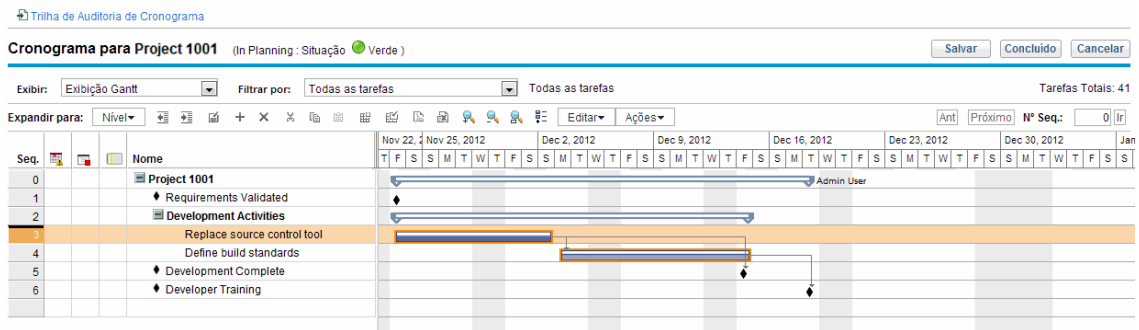 Trilha de Auditoria de Cronograma
Cronograma para Project 1001 (In Planning : Situação Verde ) Salvar Concluído Cancelar
Exibir: Exibição Gantt Filtrar por: Todas as tarefas Todas as tarefas Tarefas Totais: 41
Expandir para: Nível Editar Ações Ant Próximo Nº Seq.: 0 Ir
Nov 22, 2 Nov 25, 2012 Dec 2, 2012 Dec 9, 2012 Dec 16, 2012 Dec 23, 2012 Dec 30, 2012 Jan
Seq. Nome T F S S M T W T F S S M T W T F S S M T W T F S S M T W T F S S M T W T F S S M T W T F S
0 Project 1001 Admin User
1 Requirements Validated
2 Development Activities
3 Replace source control tool
4 Define build standards
5 Development Complete
6 Developer Training